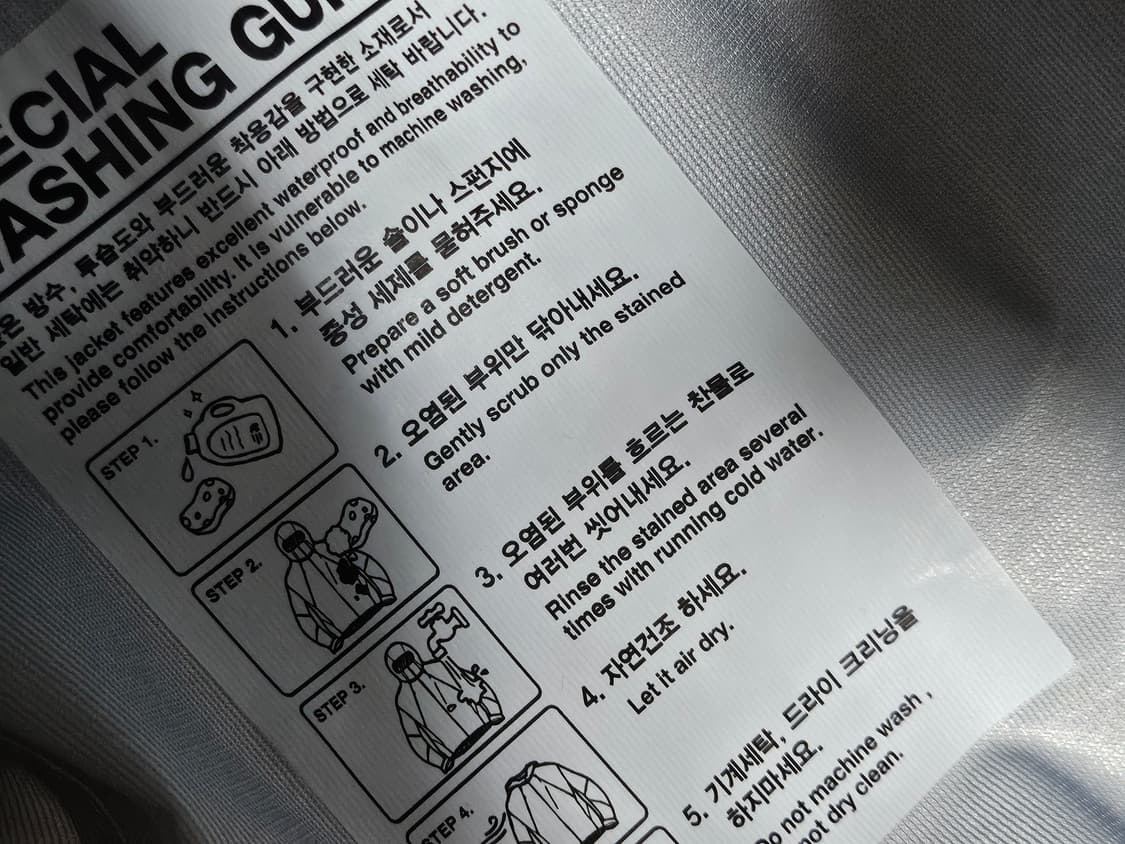 ECIAL
ASHING GUI
방수, 투습도와 부드러운 착용감을 구현한 소재로서
일반 세탁에는 취약하니 반드시 아래 방법으로 세탁 바랍니다.
This jacket features excellent waterproof and breathability to
provide comfortability. It is vulnerable to machine washing,
please follow the instructions below.
1. 부드러운 솔이나 스펀지에
중성 세제를 묻혀주세요.
Prepare a soft brush or sponge
with mild detergent.
2. 오염된 부위만 닦아내세요.
Gently scrub only the stained
area.
3. 오염된 부위를 흐르는 찬물로
여러번 씻어내세요.
Rinse the stained area several
times with running cold water.
4. 자연건조 하세요.
Let it air dry.
5. 기계세탁, 드라이 크리닝을
하지마세요.
Do not machine wash ,
not dry clean.
STEP 1.
STEP 2.
STEP 3.
STEP 4.